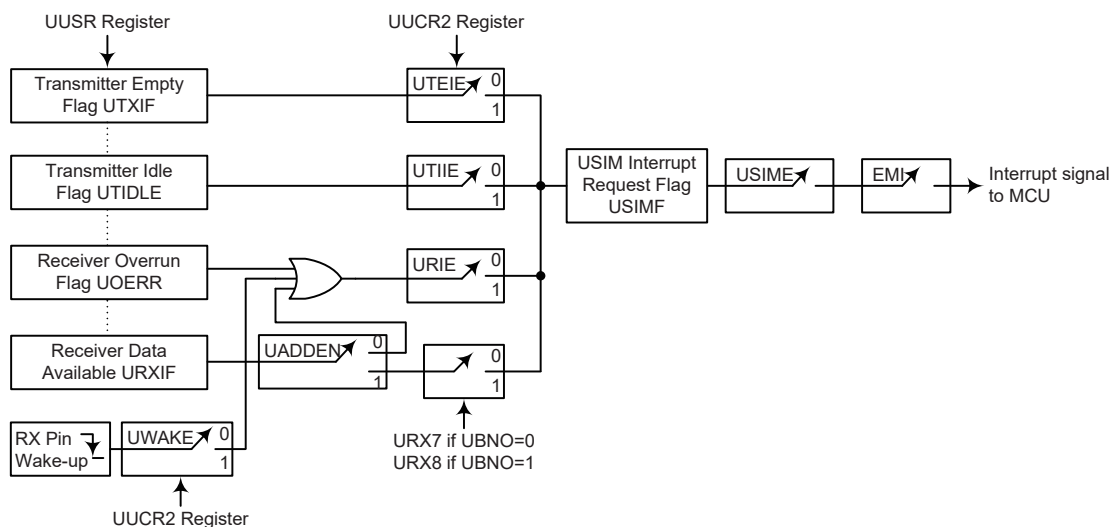 UUSR Register
UUCR2 Register
Transmitter Empty
Flag UTXIF
UTEIE
0
1
Transmitter Idle
Flag UTIDLE
UTIIE
0
1
USIM Interrupt
Request Flag
USIMF
USIME
EMI
Interrupt signal
to MCU
Receiver Overrun
Flag UOERR
URIE
0
1
Receiver Data
Available URXIF
UADDEN
0
1
0
1
RX Pin
Wake-up
UWAKE
0
1
URX7 if UBNO=0
URX8 if UBNO=1
UUCR2 Register